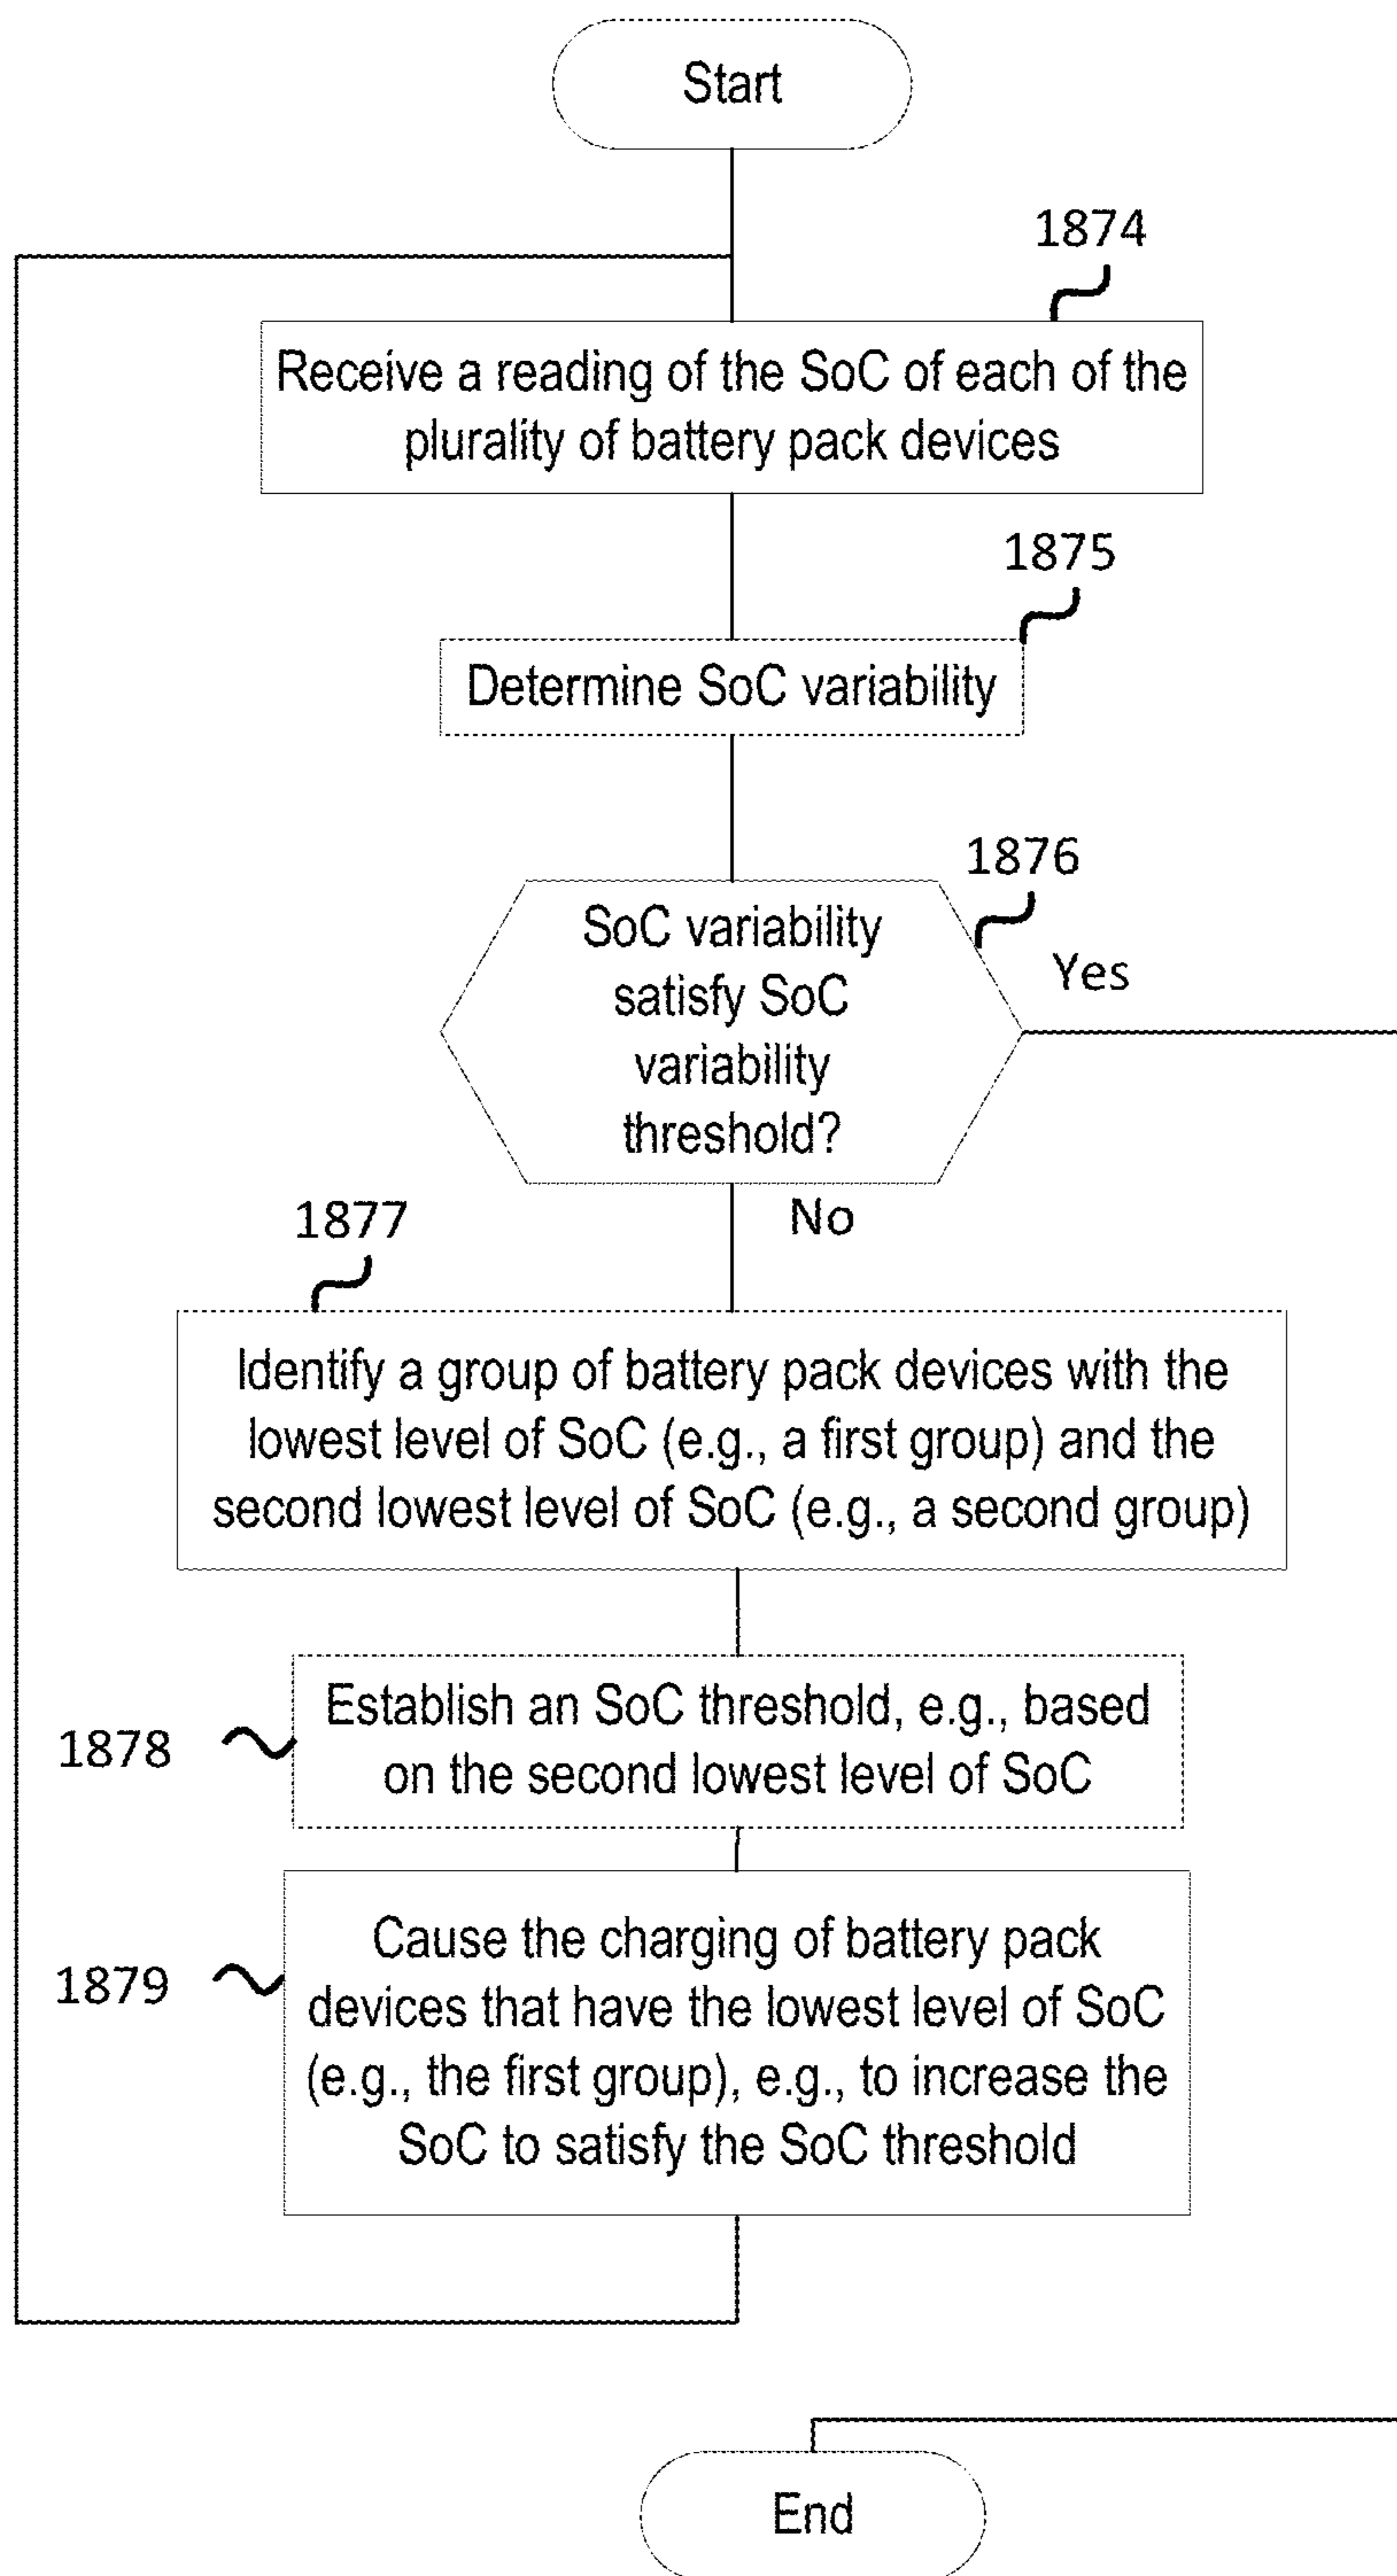 Start
1874
Receive a reading of the SoC of each of the
plurality of battery pack devices
1875
Determine SoC variability
1876
SoC variability
satisfy SoC
variability
threshold?
Yes
No
1877
Identify a group of battery pack devices with the
lowest level of SoC (e.g., a first group) and the
second lowest level of SoC (e.g., a second group)
1878
Establish an SoC threshold, e.g., based
on the second lowest level of SoC
1879
Cause the charging of battery pack
devices that have the lowest level of SoC
(e.g., the first group), e.g., to increase the
SoC to satisfy the SoC threshold
End